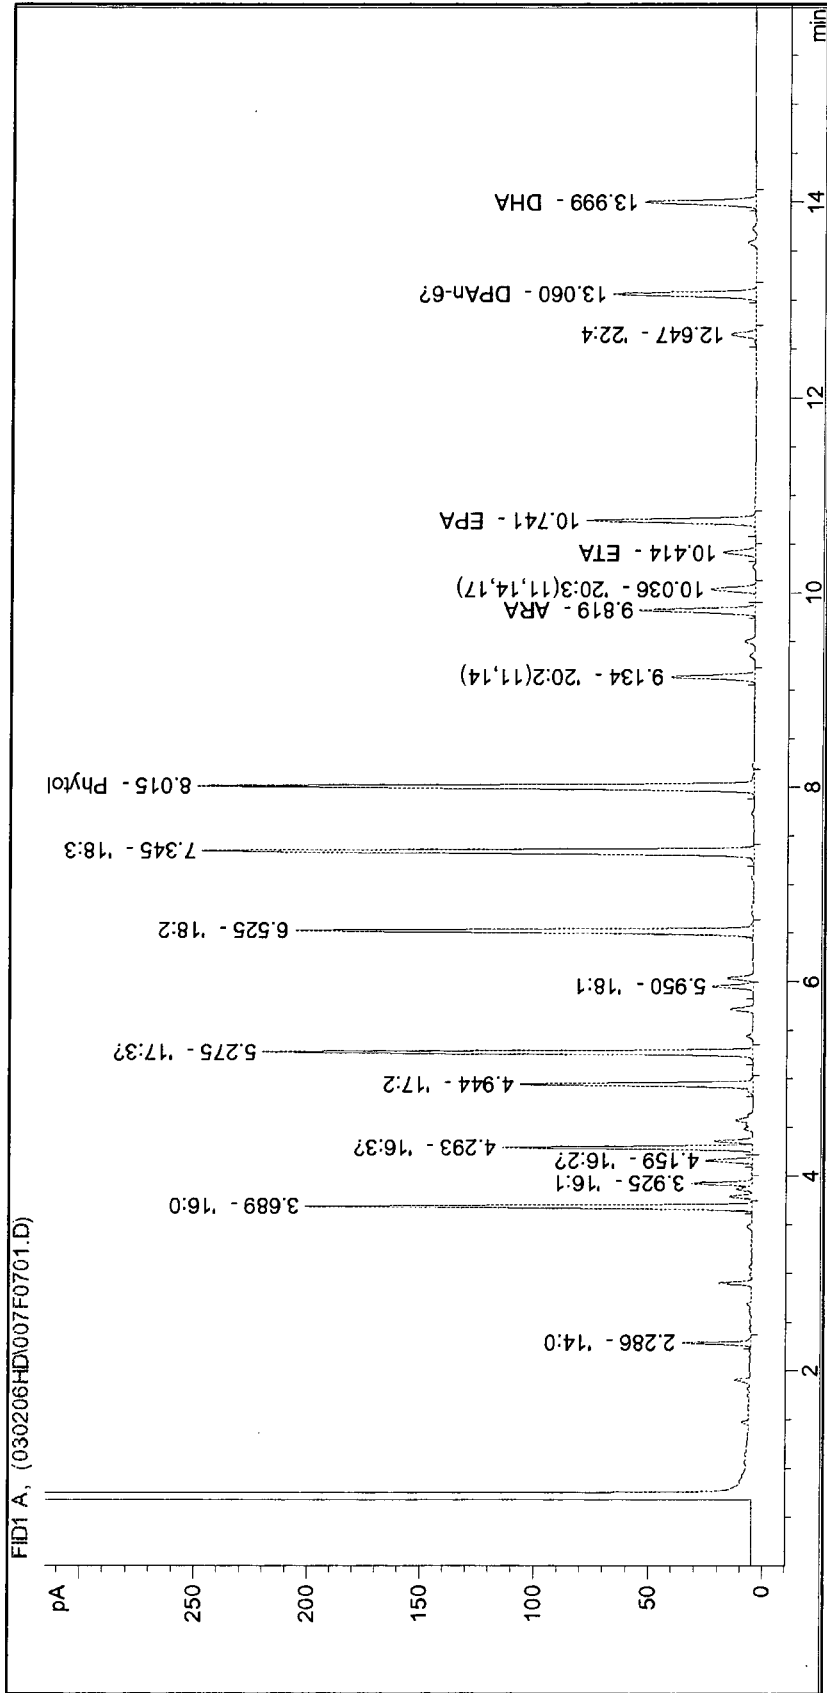 FID1 A, (030206HD\007F0701.D)
pA
250
200
150
100
50
0
2.286 - '14:0
3.689 - '16:0
3.925 - '16:1
4.159 - '16:2?
4.293 - '16:3?
4.944 - '17:2
5.275 - '17:3?
5.950 - '18:1
6.525 - '18:2
7.345 - '18:3
8.015 - Phytol
9.134 - '20:2(11,14)
9.819 - ARA
10.036 - '20:3(11,14,17)
10.414 - ETA
10.741 - EPA
12.647 - '22:4
13.060 - DPAn-6?
13.999 - DHA
2
4
6
8
10
12
14
min